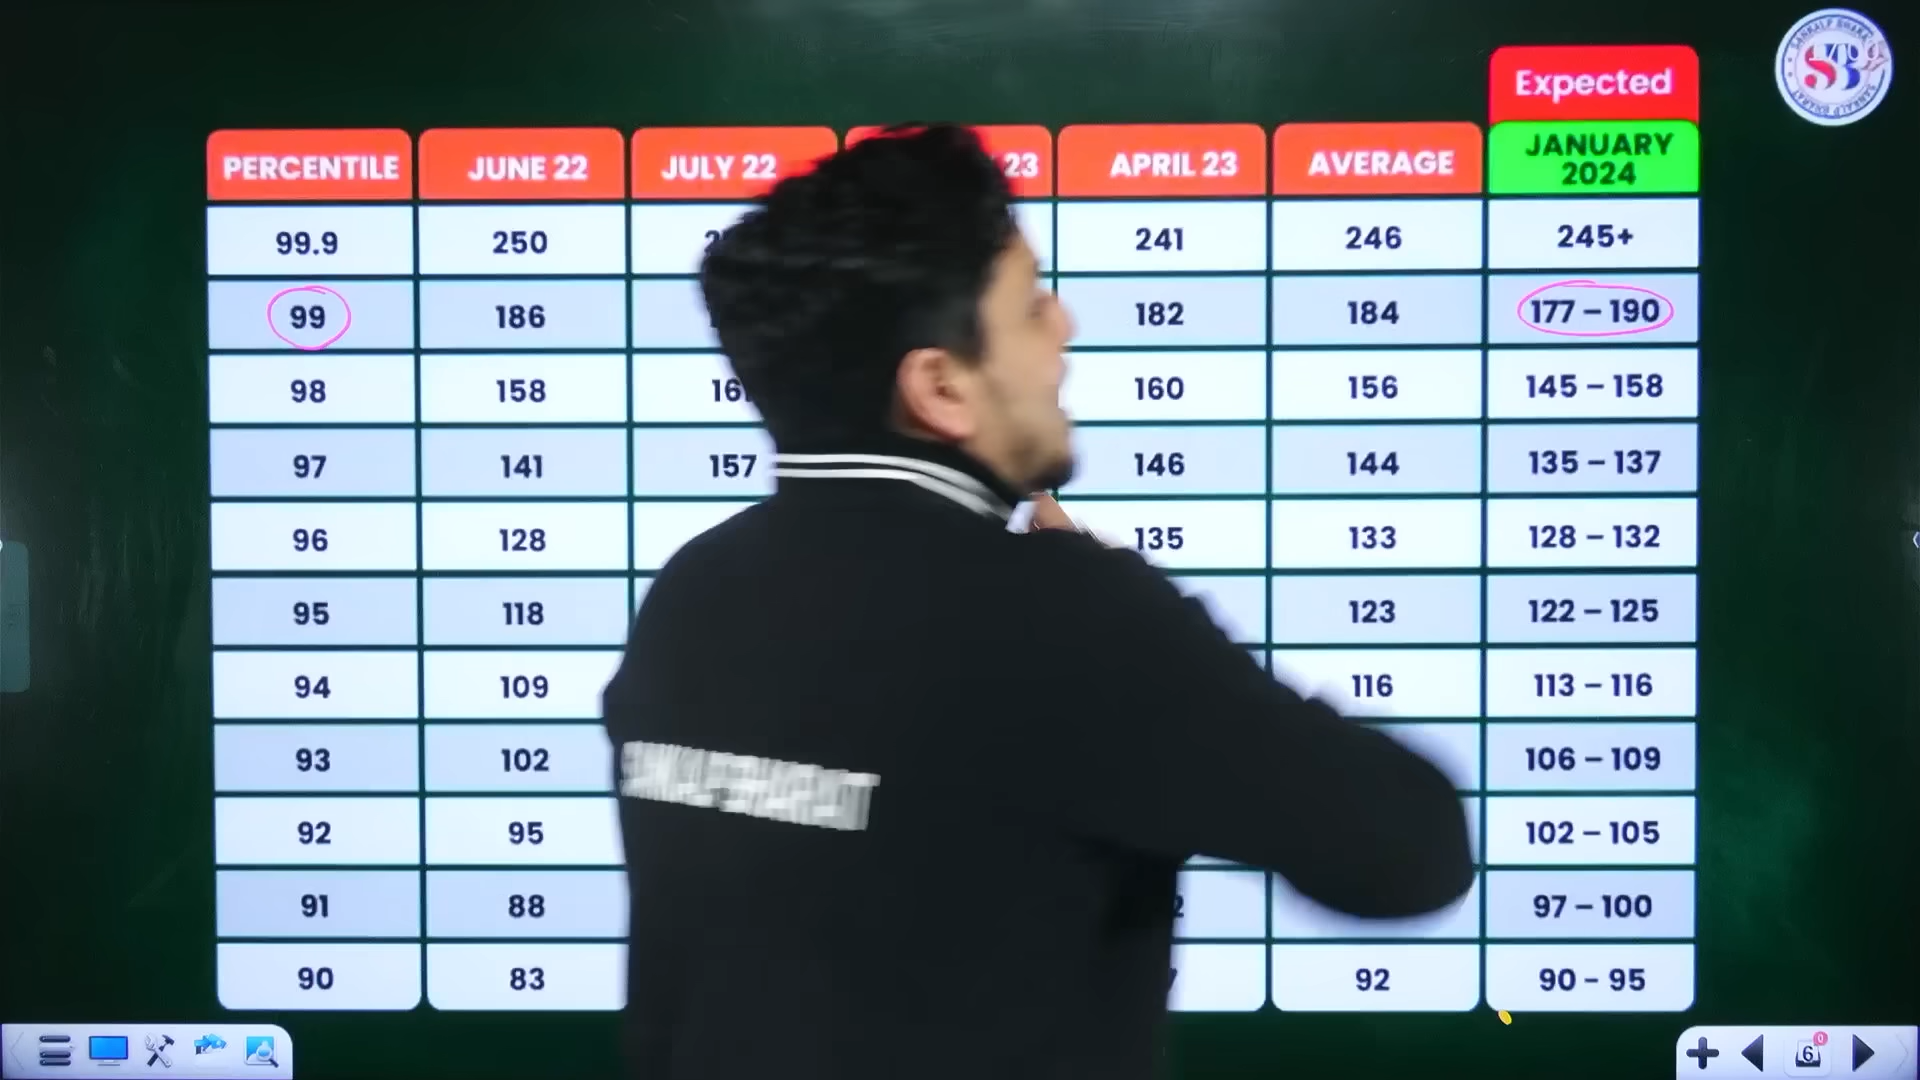 Expected
PERCENTILE JUNE 22 JULY 22 23 APRIL 23 AVERAGE JANUARY 2024
99.9 250 241 246 245+
99 186 182 184 177 – 190
98 158 160 156 145 – 158
97 141 157 146 144 135 – 137
96 128 135 133 128 – 132
95 118 123 122 – 125
94 109 116 113 – 116
93 102 106 – 109
92 95 102 – 105
91 88 97 – 100
90 83 92 90 - 95
6